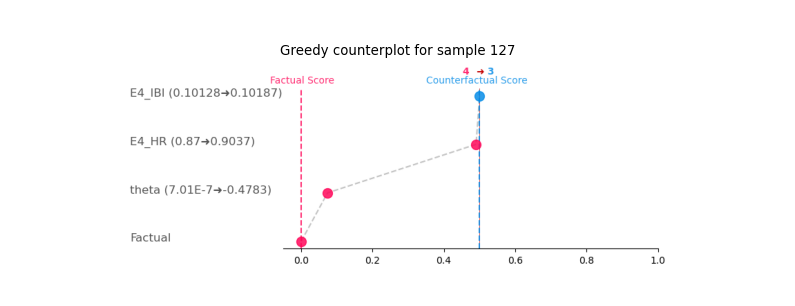 Greedy counterplot for sample 127
4 ➔ 3
Factual Score
Counterfactual Score
E4_IBI (0.10128➔0.10187)
E4_HR (0.87➔0.9037)
theta (7.01E-7➔-0.4783)
Factual
0.0 0.2 0.4 0.6 0.8 1.0